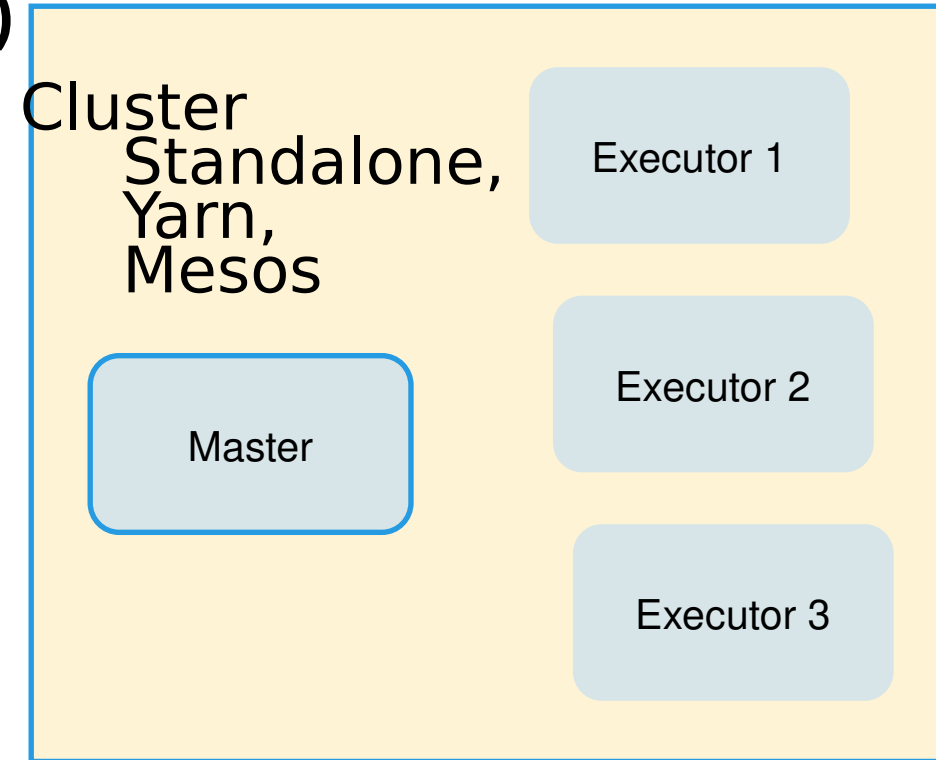 )
Cluster
Standalone,
Yarn,
Mesos
Master
Executor 1
Executor 2
Executor 3